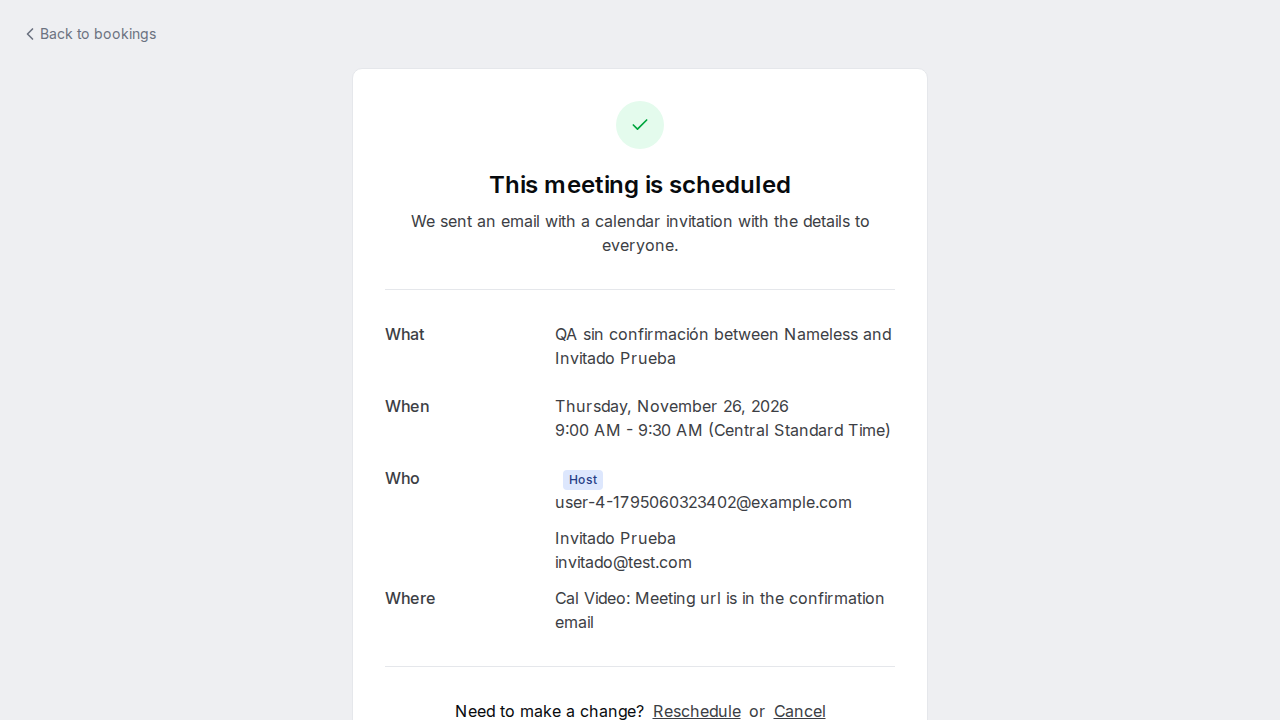 Back to bookings
This meeting is scheduled
We sent an email with a calendar invitation with the details to
everyone.
What
QA sin confirmación between Nameless and
Invitado Prueba
When
Thursday, November 26, 2026
9:00 AM - 9:30 AM (Central Standard Time)
Who
Host
user-4-1795060323402@example.com
Invitado Prueba
invitado@test.com
Where
Cal Video: Meeting url is in the confirmation
email
Need to make a change? Reschedule or Cancel